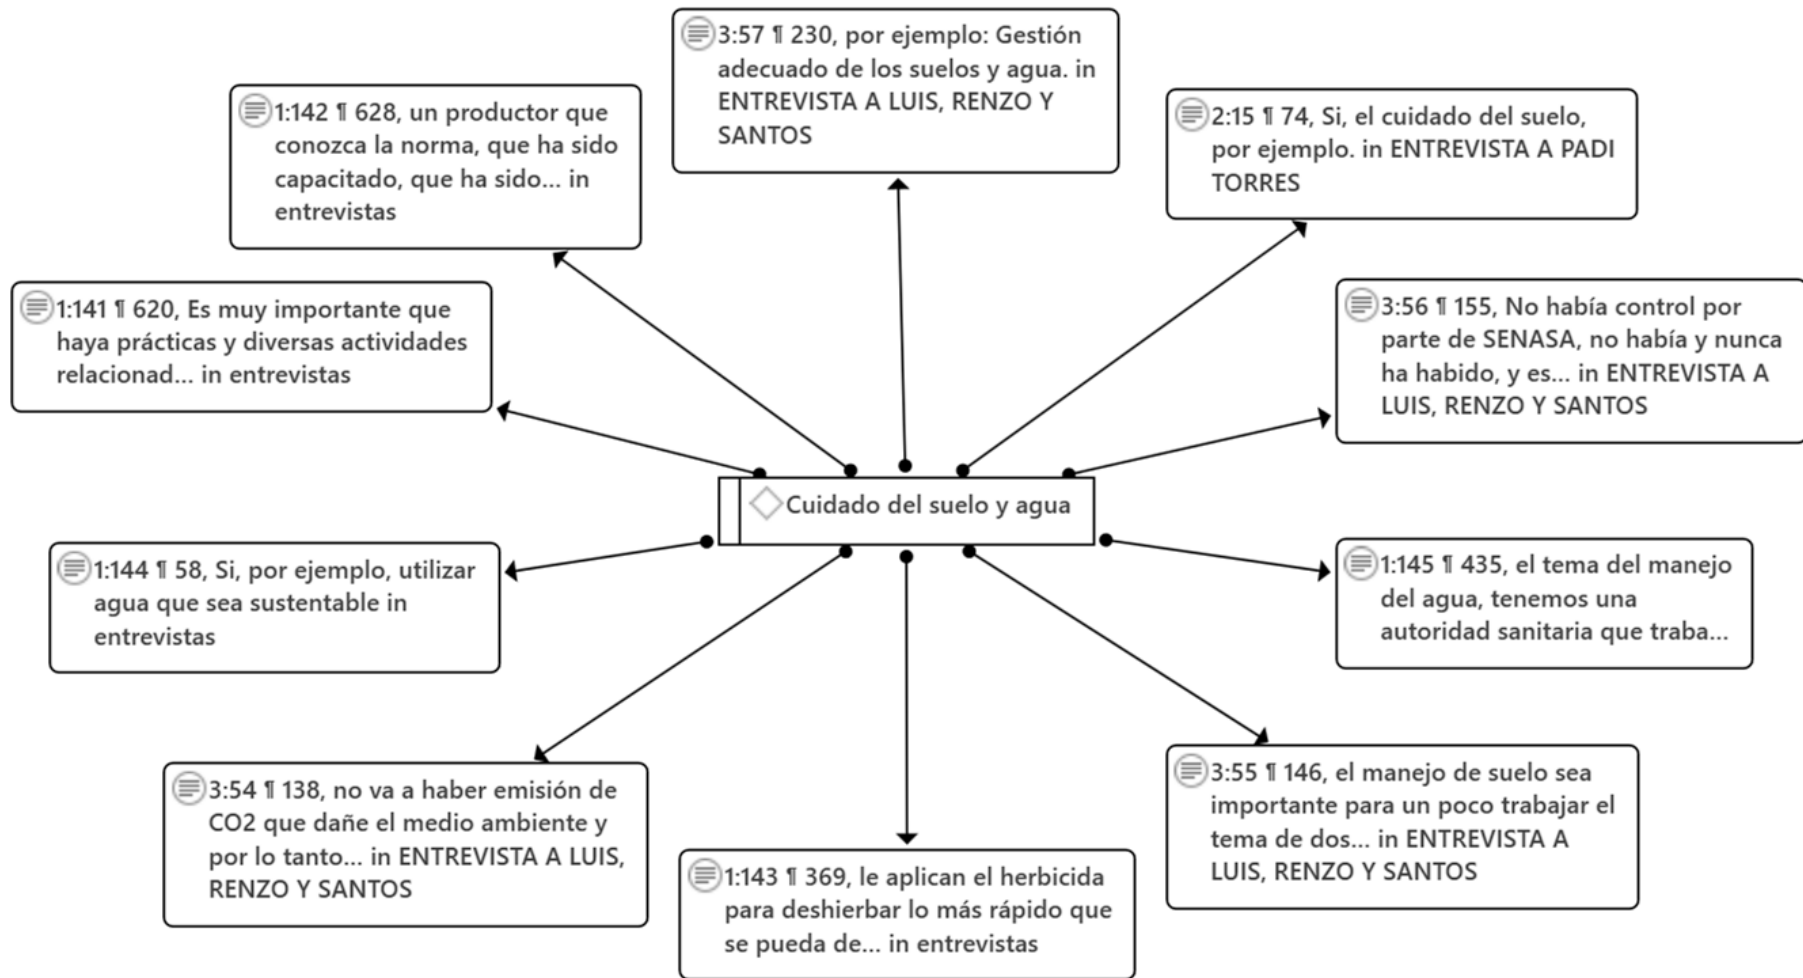 3:57 ¶ 230, por ejemplo: Gestión
adecuado de los suelos y agua. in
ENTREVISTA A LUIS, RENZO Y
SANTOS
1:142 ¶ 628, un productor que
conozca la norma, que ha sido
capacitado, que ha sido... in
entrevistas
2:15 ¶ 74, Si, el cuidado del suelo,
por ejemplo. in ENTREVISTA A PADI
TORRES
1:141 ¶ 620, Es muy importante que
haya prácticas y diversas actividades
relacionad... in entrevistas
3:56 ¶ 155, No había control por
parte de SENASA, no había y nunca
ha habido, y es... in ENTREVISTA A
LUIS, RENZO Y SANTOS
Cuidado del suelo y agua
1:144 ¶ 58, Si, por ejemplo, utilizar
agua que sea sustentable in
entrevistas
1:145 ¶ 435, el tema del manejo
del agua, tenemos una
autoridad sanitaria que traba...
3:54 ¶ 138, no va a haber emisión de
CO2 que dañe el medio ambiente y
por lo tanto... in ENTREVISTA A LUIS,
RENZO Y SANTOS
1:143 ¶ 369, le aplican el herbicida
para deshierbar lo más rápido que
se pueda de... in entrevistas
3:55 ¶ 146, el manejo de suelo sea
importante para un poco trabajar el
tema de dos... in ENTREVISTA A
LUIS, RENZO Y SANTOS